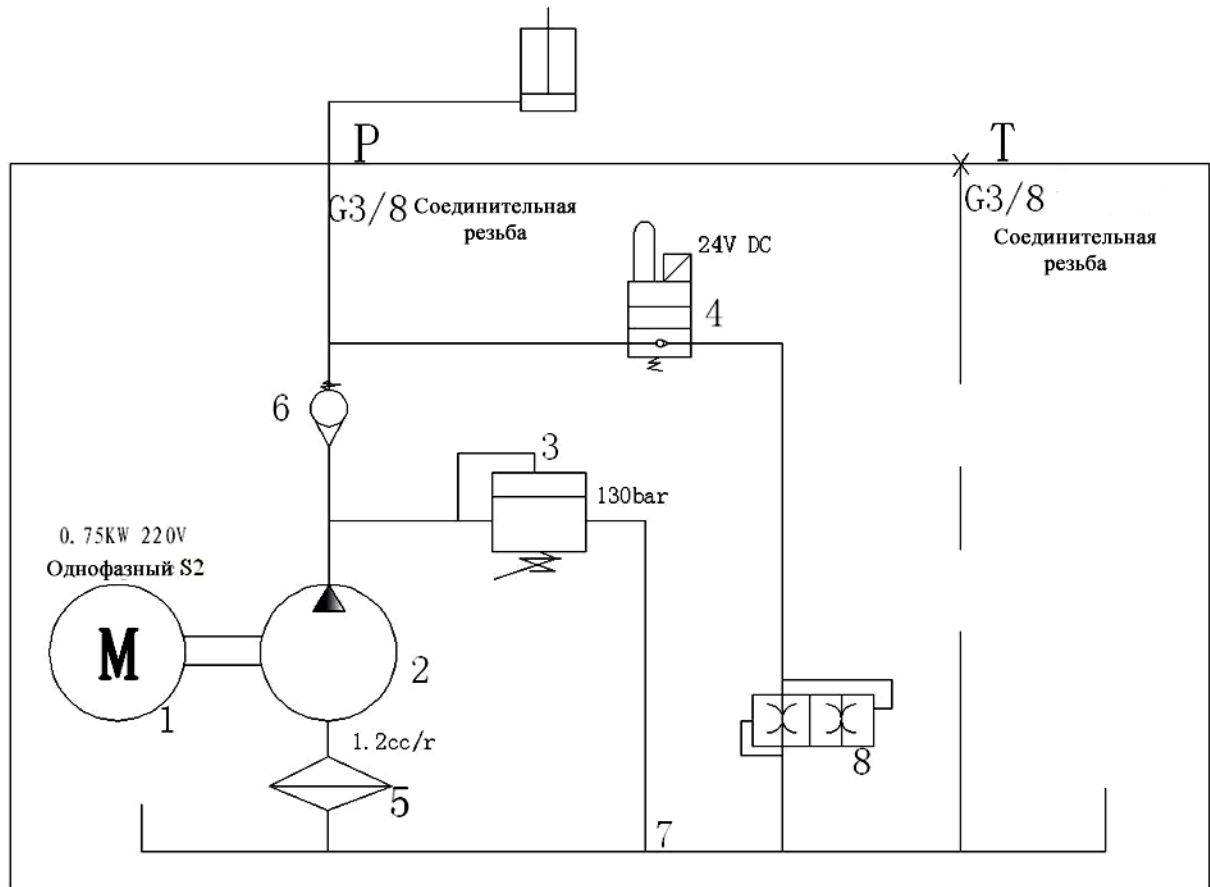 P
T
G3/8 Соединительная
резьба
G3/8
Соединительная
резьба
24V DC
4
6
3
130bar
0.75KW 220V
Однофазный S2
M
1
2
1.2cc/r
5
7
8